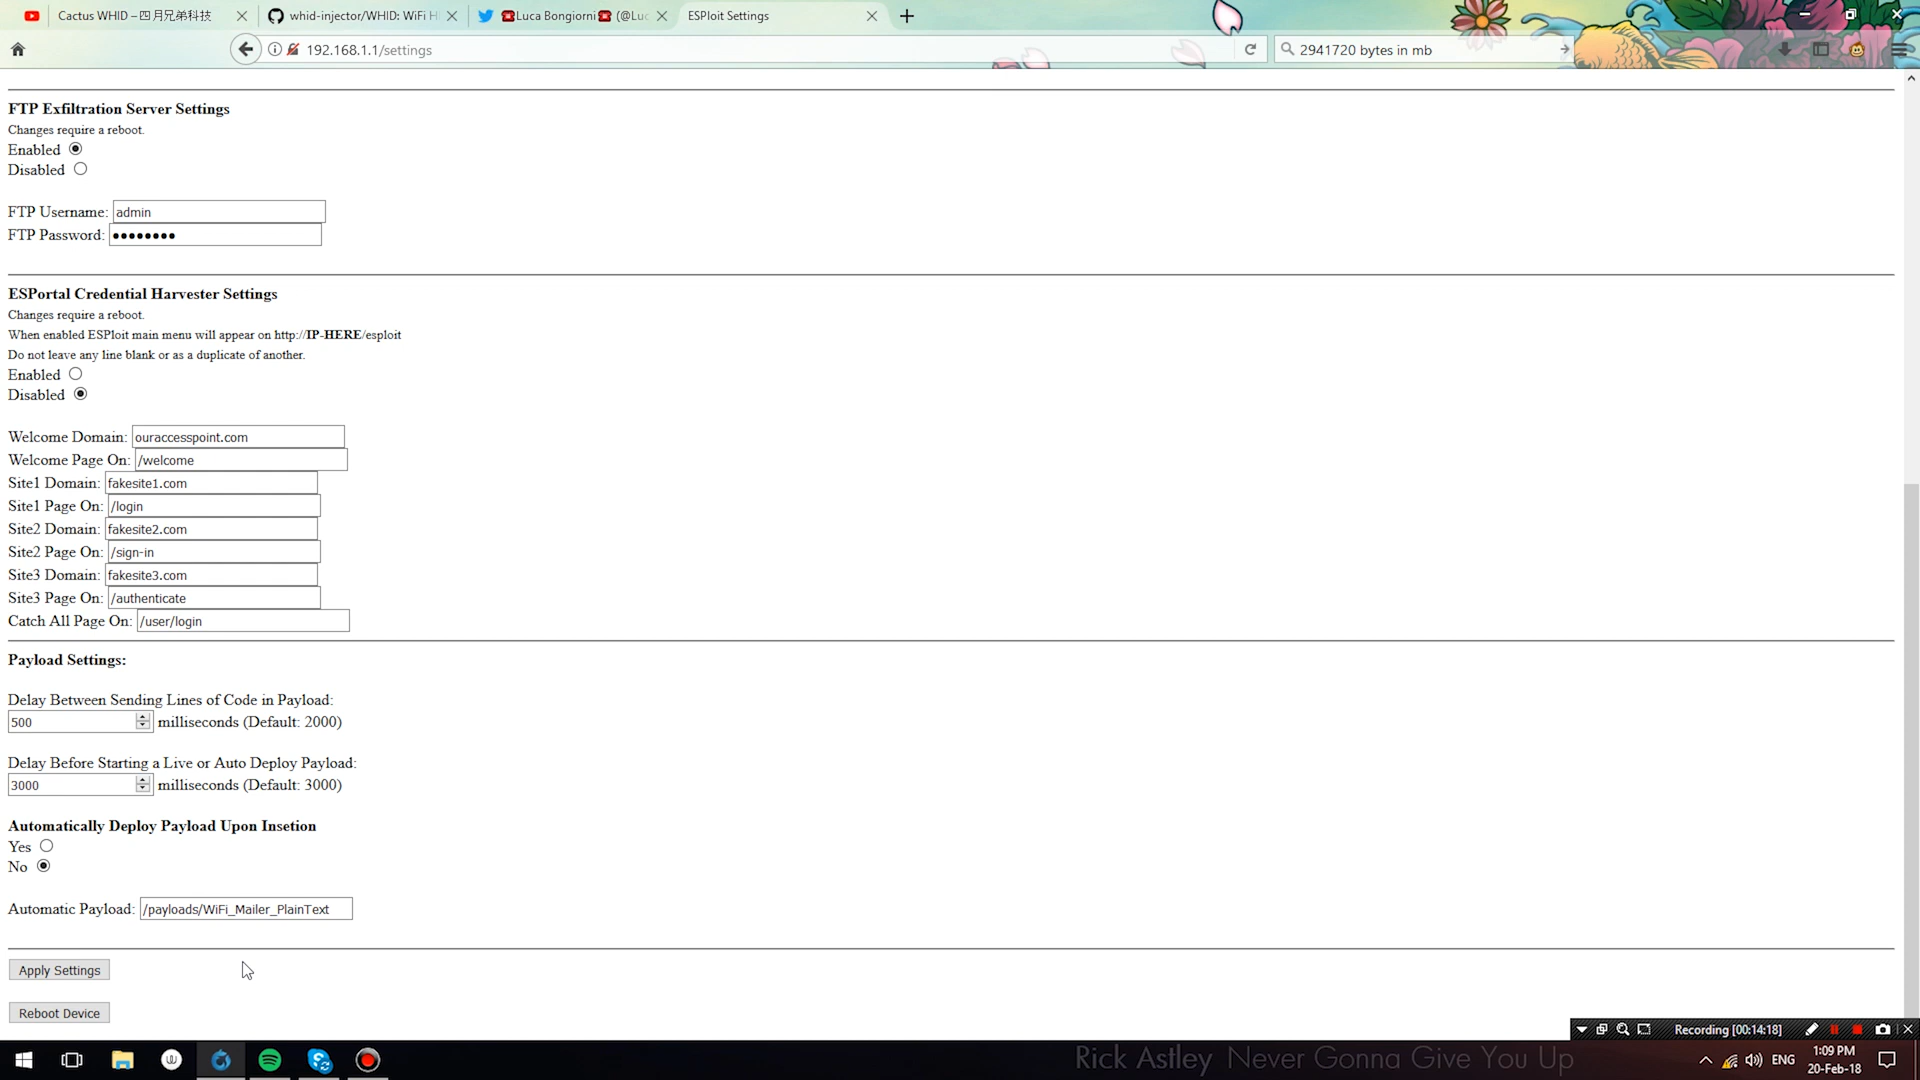 Cactus WHID – 四月兄弟科技
whid-injector/WHID: WiFi H
Luca Bongiorni
(@Luc
ESPloit Settings
192.168.1.1/settings
2941720 bytes in mb
FTP Exfiltration Server Settings
Changes require a reboot.
Enabled
Disabled
FTP Username: admin
FTP Password: ••••••••
ESPortal Credential Harvester Settings
Changes require a reboot.
When enabled ESPloit main menu will appear on http://IP-HERE/esploit
Do not leave any line blank or as a duplicate of another.
Enabled
Disabled
Welcome Domain: ouraccesspoint.com
Welcome Page On: /welcome
Site1 Domain: fakesite1.com
Site1 Page On: /login
Site2 Domain: fakesite2.com
Site2 Page On: /sign-in
Site3 Domain: fakesite3.com
Site3 Page On: /authenticate
Catch All Page On: /user/login
Payload Settings:
Delay Between Sending Lines of Code in Payload:
500 milliseconds (Default: 2000)
Delay Before Starting a Live or Auto Deploy Payload:
3000 milliseconds (Default: 3000)
Automatically Deploy Payload Upon Insetion
Yes
No
Automatic Payload: /payloads/WiFi_Mailer_PlainText
Apply Settings
Reboot Device
Recording [00:14:18]
Rick Astley Never Gonna Give You Up
ENG
1:09 PM
20-Feb-18